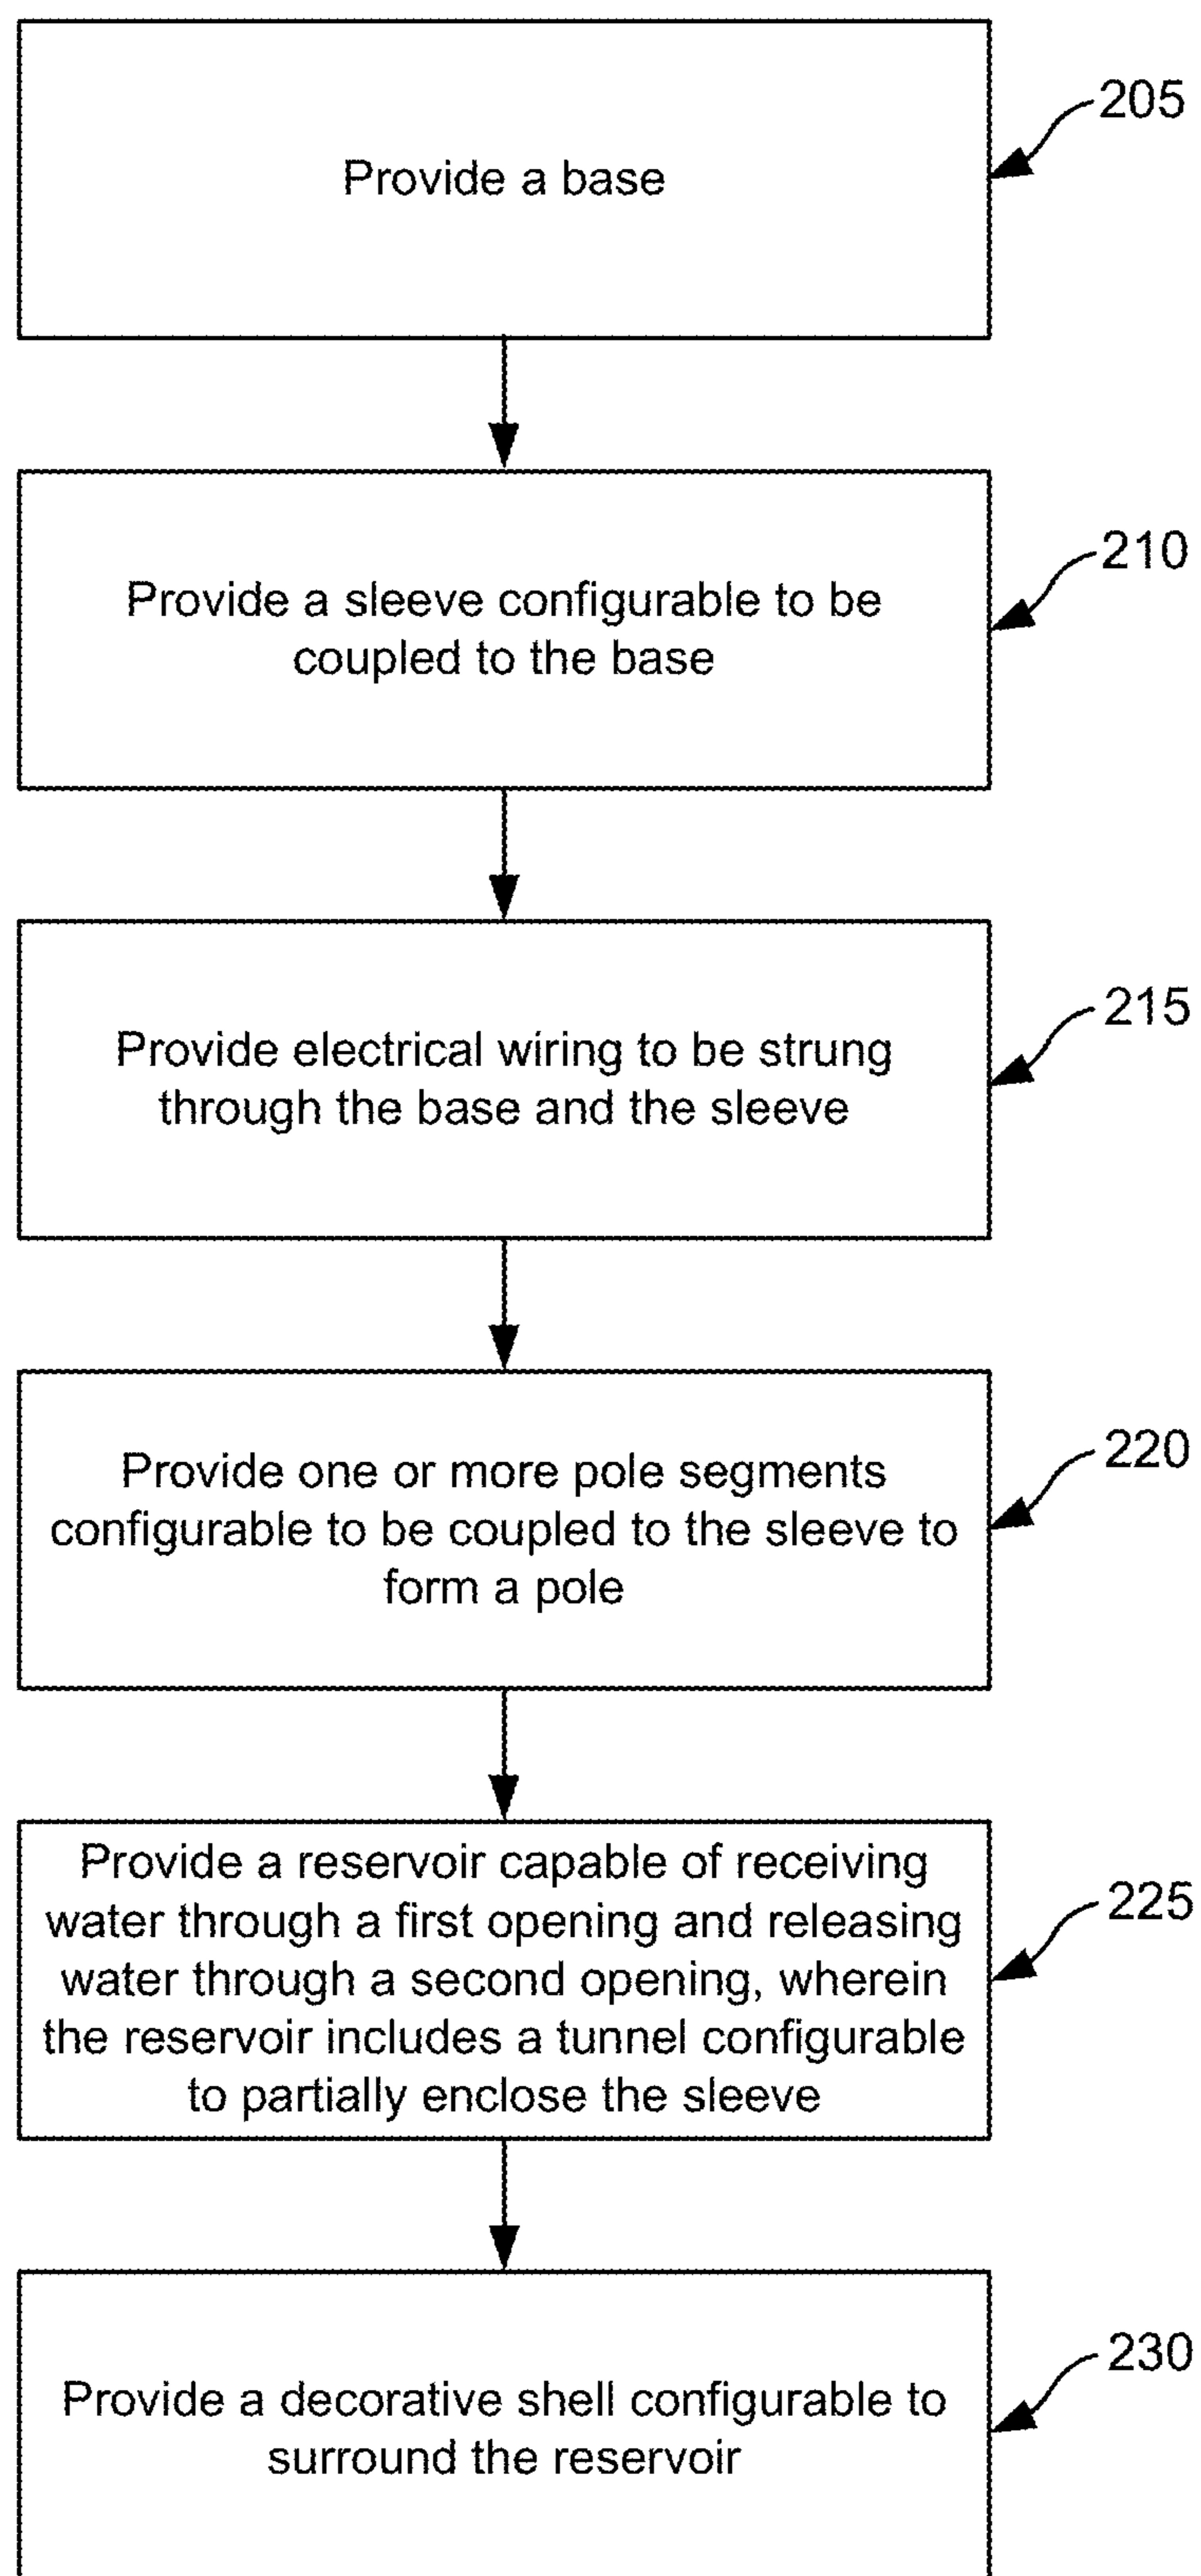 Provide a base
205
Provide a sleeve configurable to be
coupled to the base
210
Provide electrical wiring to be strung
through the base and the sleeve
215
Provide one or more pole segments
configurable to be coupled to the sleeve to
form a pole
220
Provide a reservoir capable of receiving
water through a first opening and releasing
water through a second opening, wherein
the reservoir includes a tunnel configurable
to partially enclose the sleeve
225
Provide a decorative shell configurable to
surround the reservoir
230